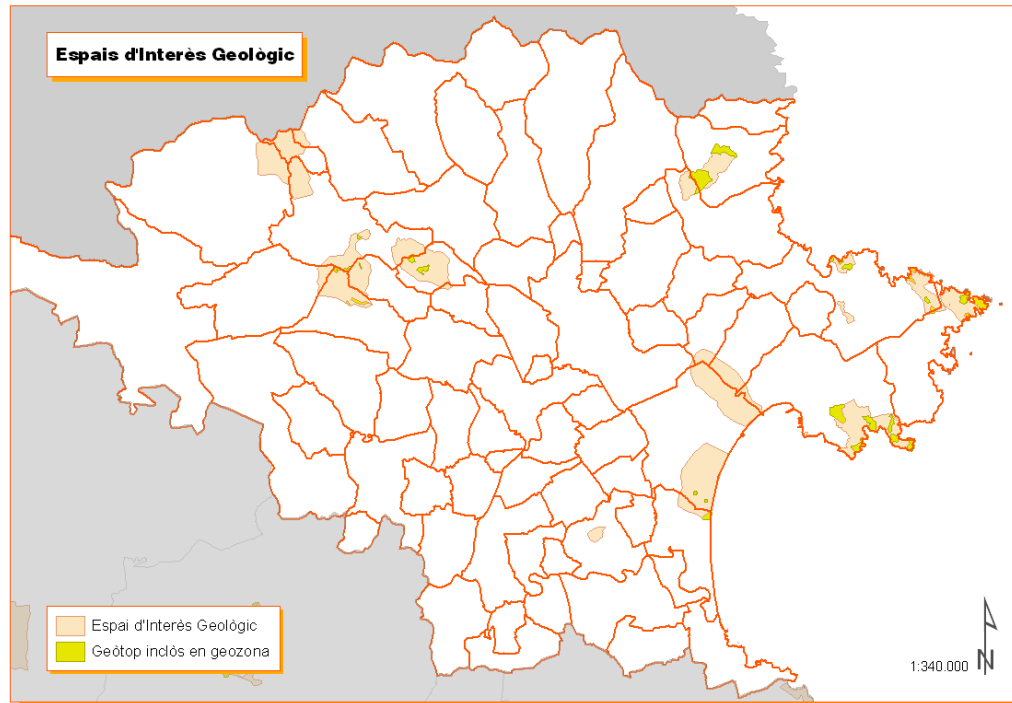 Espais d'Interès Geològic
Espai d'Interès Geològic
Geòtop inclòs en geozona
1:340.000
N